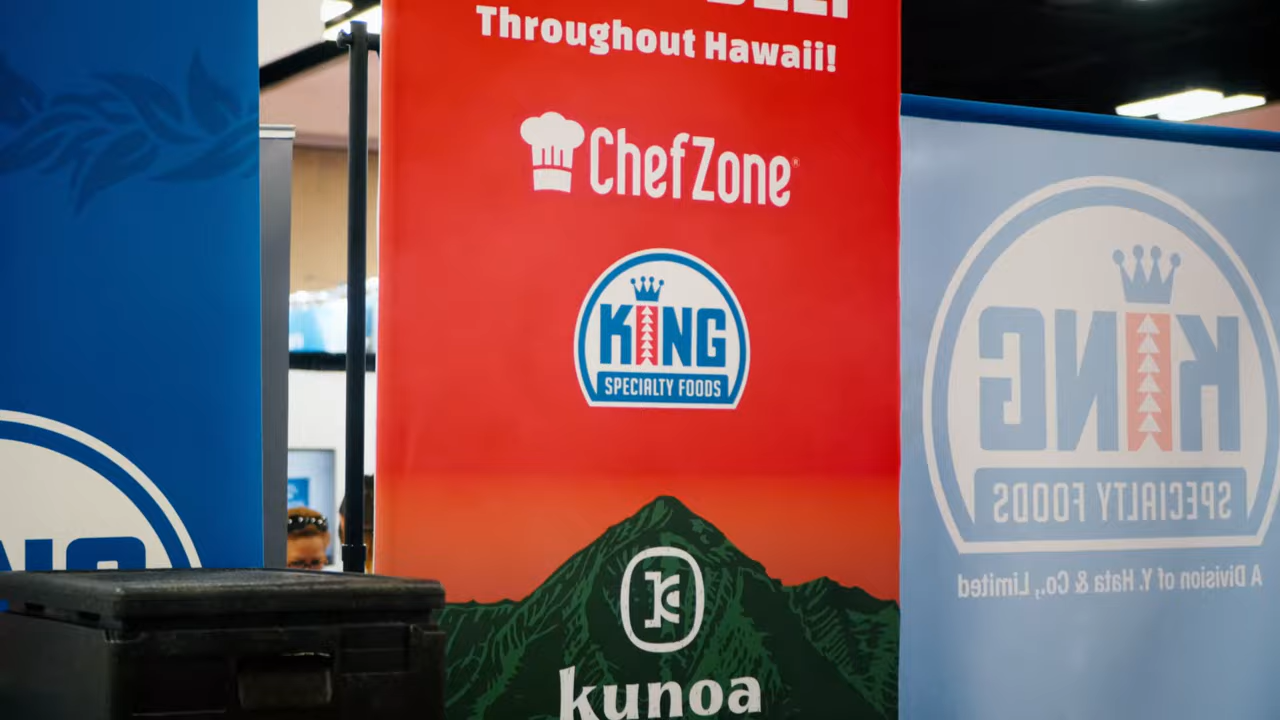 Throughout Hawaii!
ChefZone®
KING
SPECIALTY FOODS
kunoa
KING
SPECIALTY FOODS
A Division of Y. Hata & Co., Limited